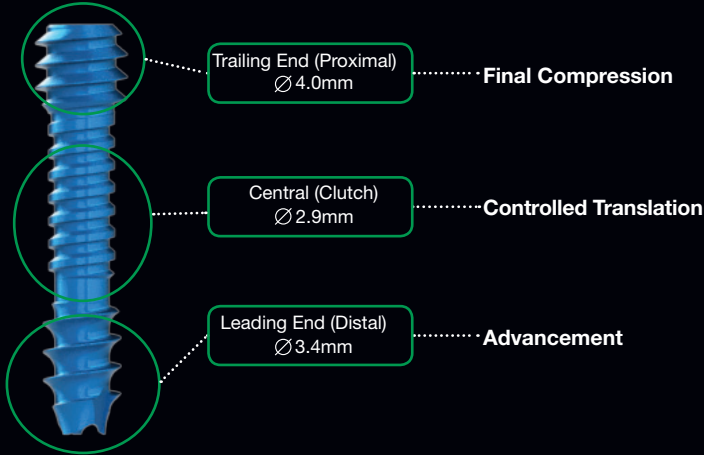 Trailing End (Proximal)
∅ 4.0mm
Final Compression
Central (Clutch)
∅ 2.9mm
Controlled Translation
Leading End (Distal)
∅ 3.4mm
Advancement